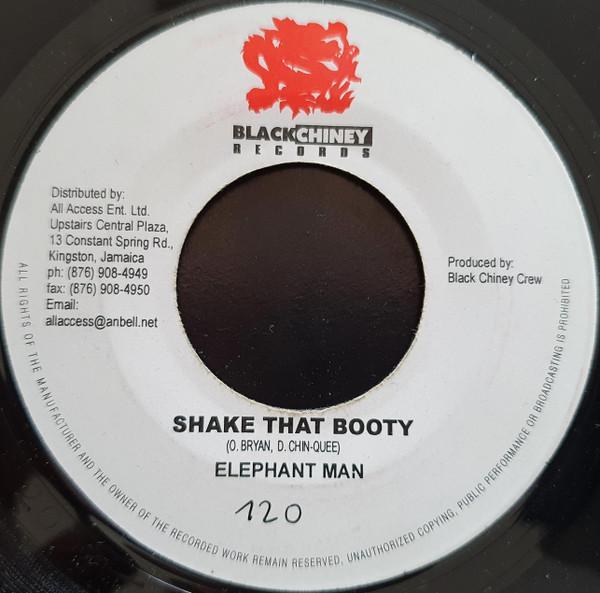 BLACKCHINEY
RECORDS
Distributed by:
All Access Ent. Ltd.
Upstairs Central Plaza,
13 Constant Spring Rd.,
Kingston, Jamaica
ph: (876) 908-4949
fax: (876) 908-4950
Email:
allaccess@anbell.net
Produced by:
Black Chiney Crew
SHAKE THAT BOOTY
(O. BRYAN, D. CHIN-QUEE)
ELEPHANT MAN
120
ALL RIGHTS OF THE MANUFACTURER AND THE OWNER OF THE RECORDED WORK REMAIN RESERVED, UNAUTHORIZED COPYING, PUBLIC PERFORMANCE OR BROADCASTING IS PROHIBITED